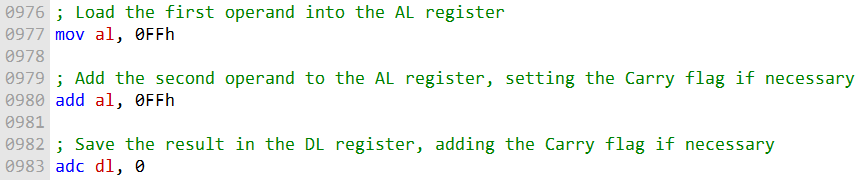 0976 ; Load the first operand into the AL register
0977 mov al, 0FFh
0978
0979 ; Add the second operand to the AL register, setting the Carry flag if necessary
0980 add al, 0FFh
0981
0982 ; Save the result in the DL register, adding the Carry flag if necessary
0983 adc dl, 0